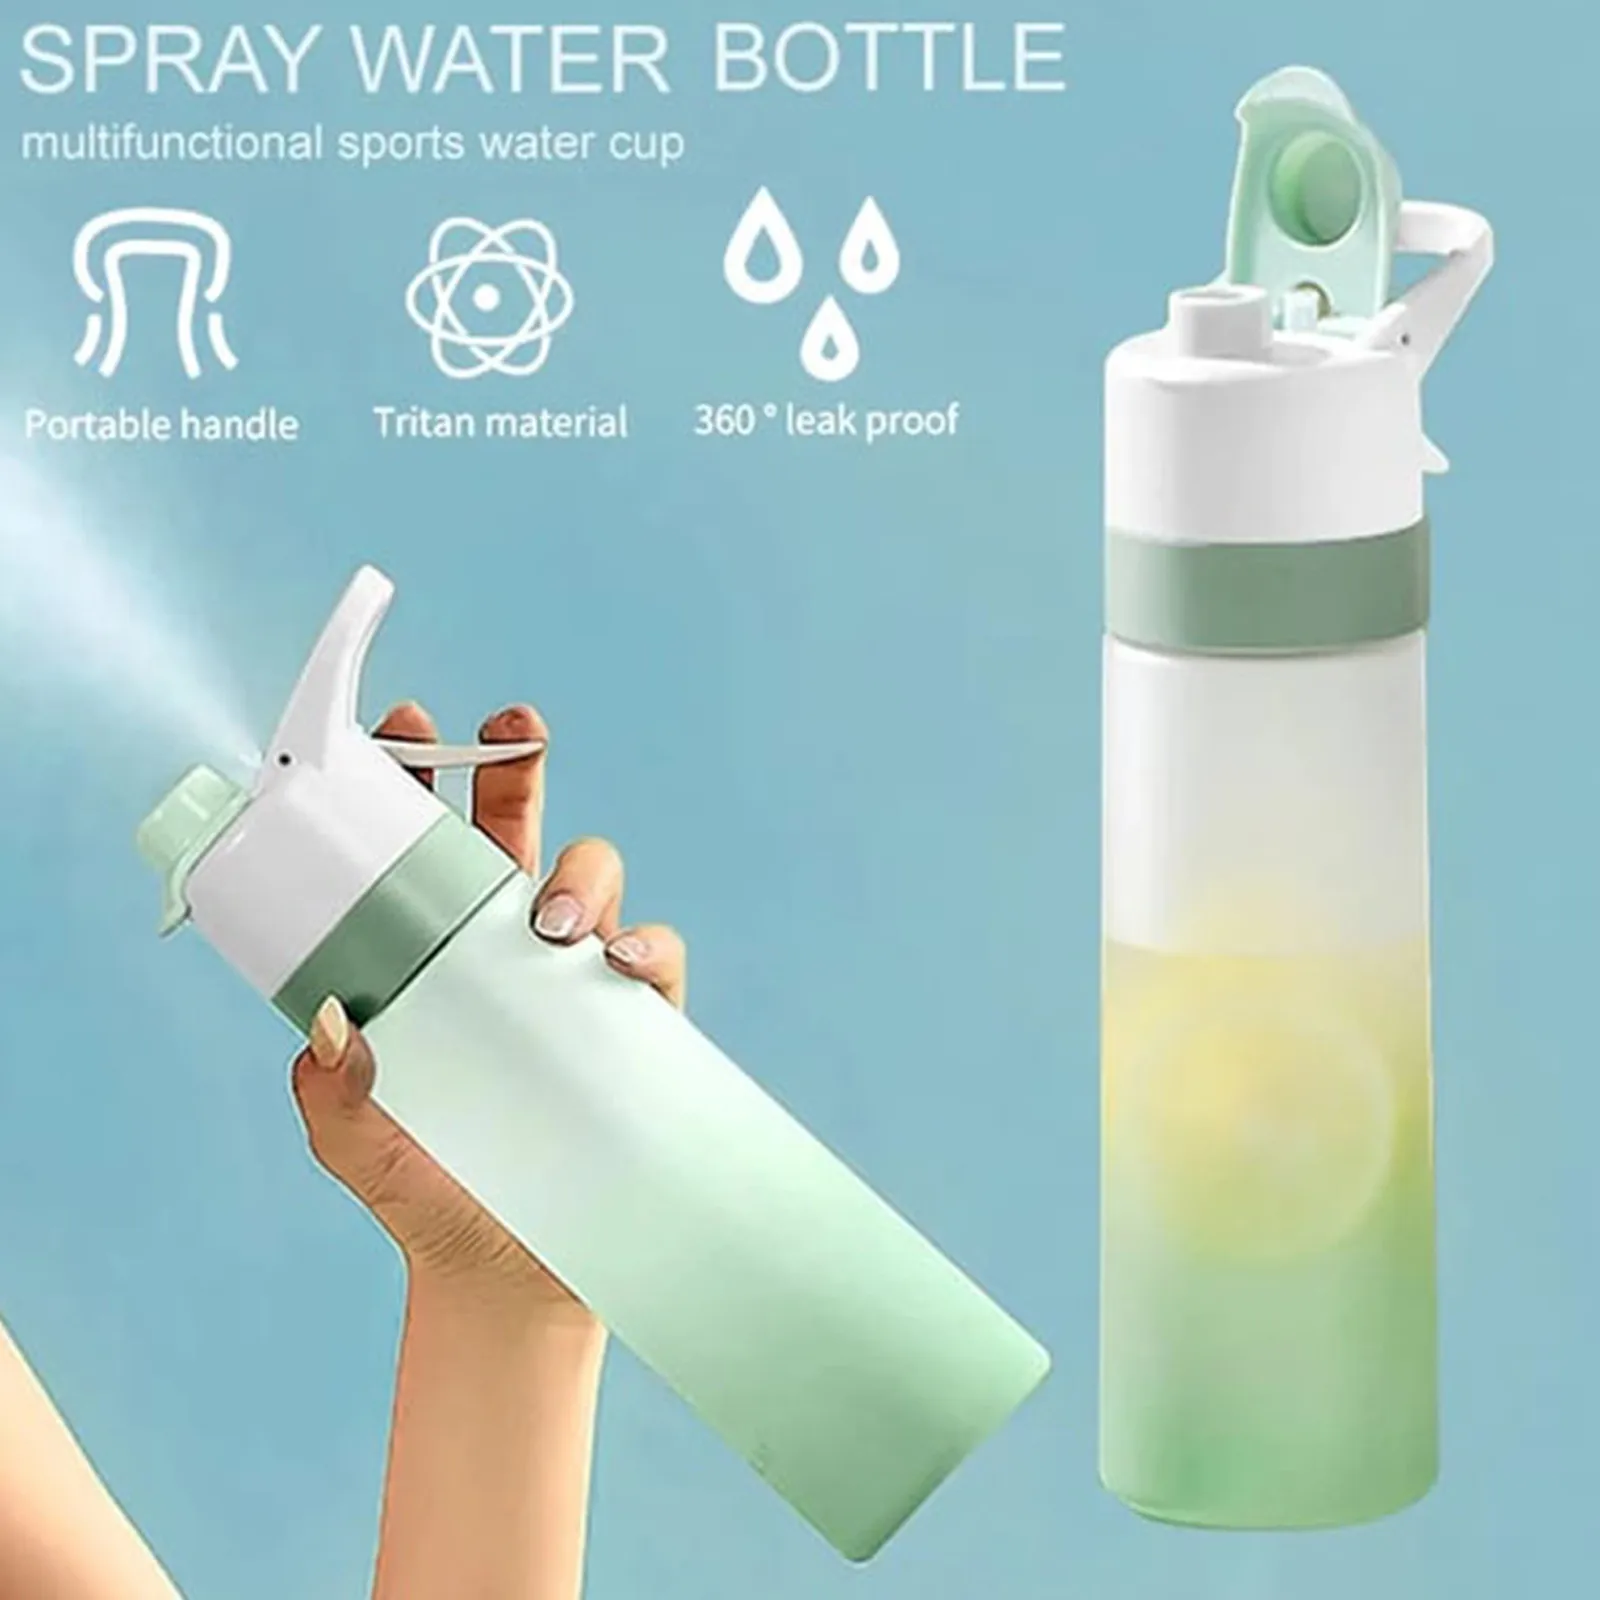 SPRAY WATER BOTTLE
multifunctional sports water cup
Portable handle
Tritan material
360° leak proof